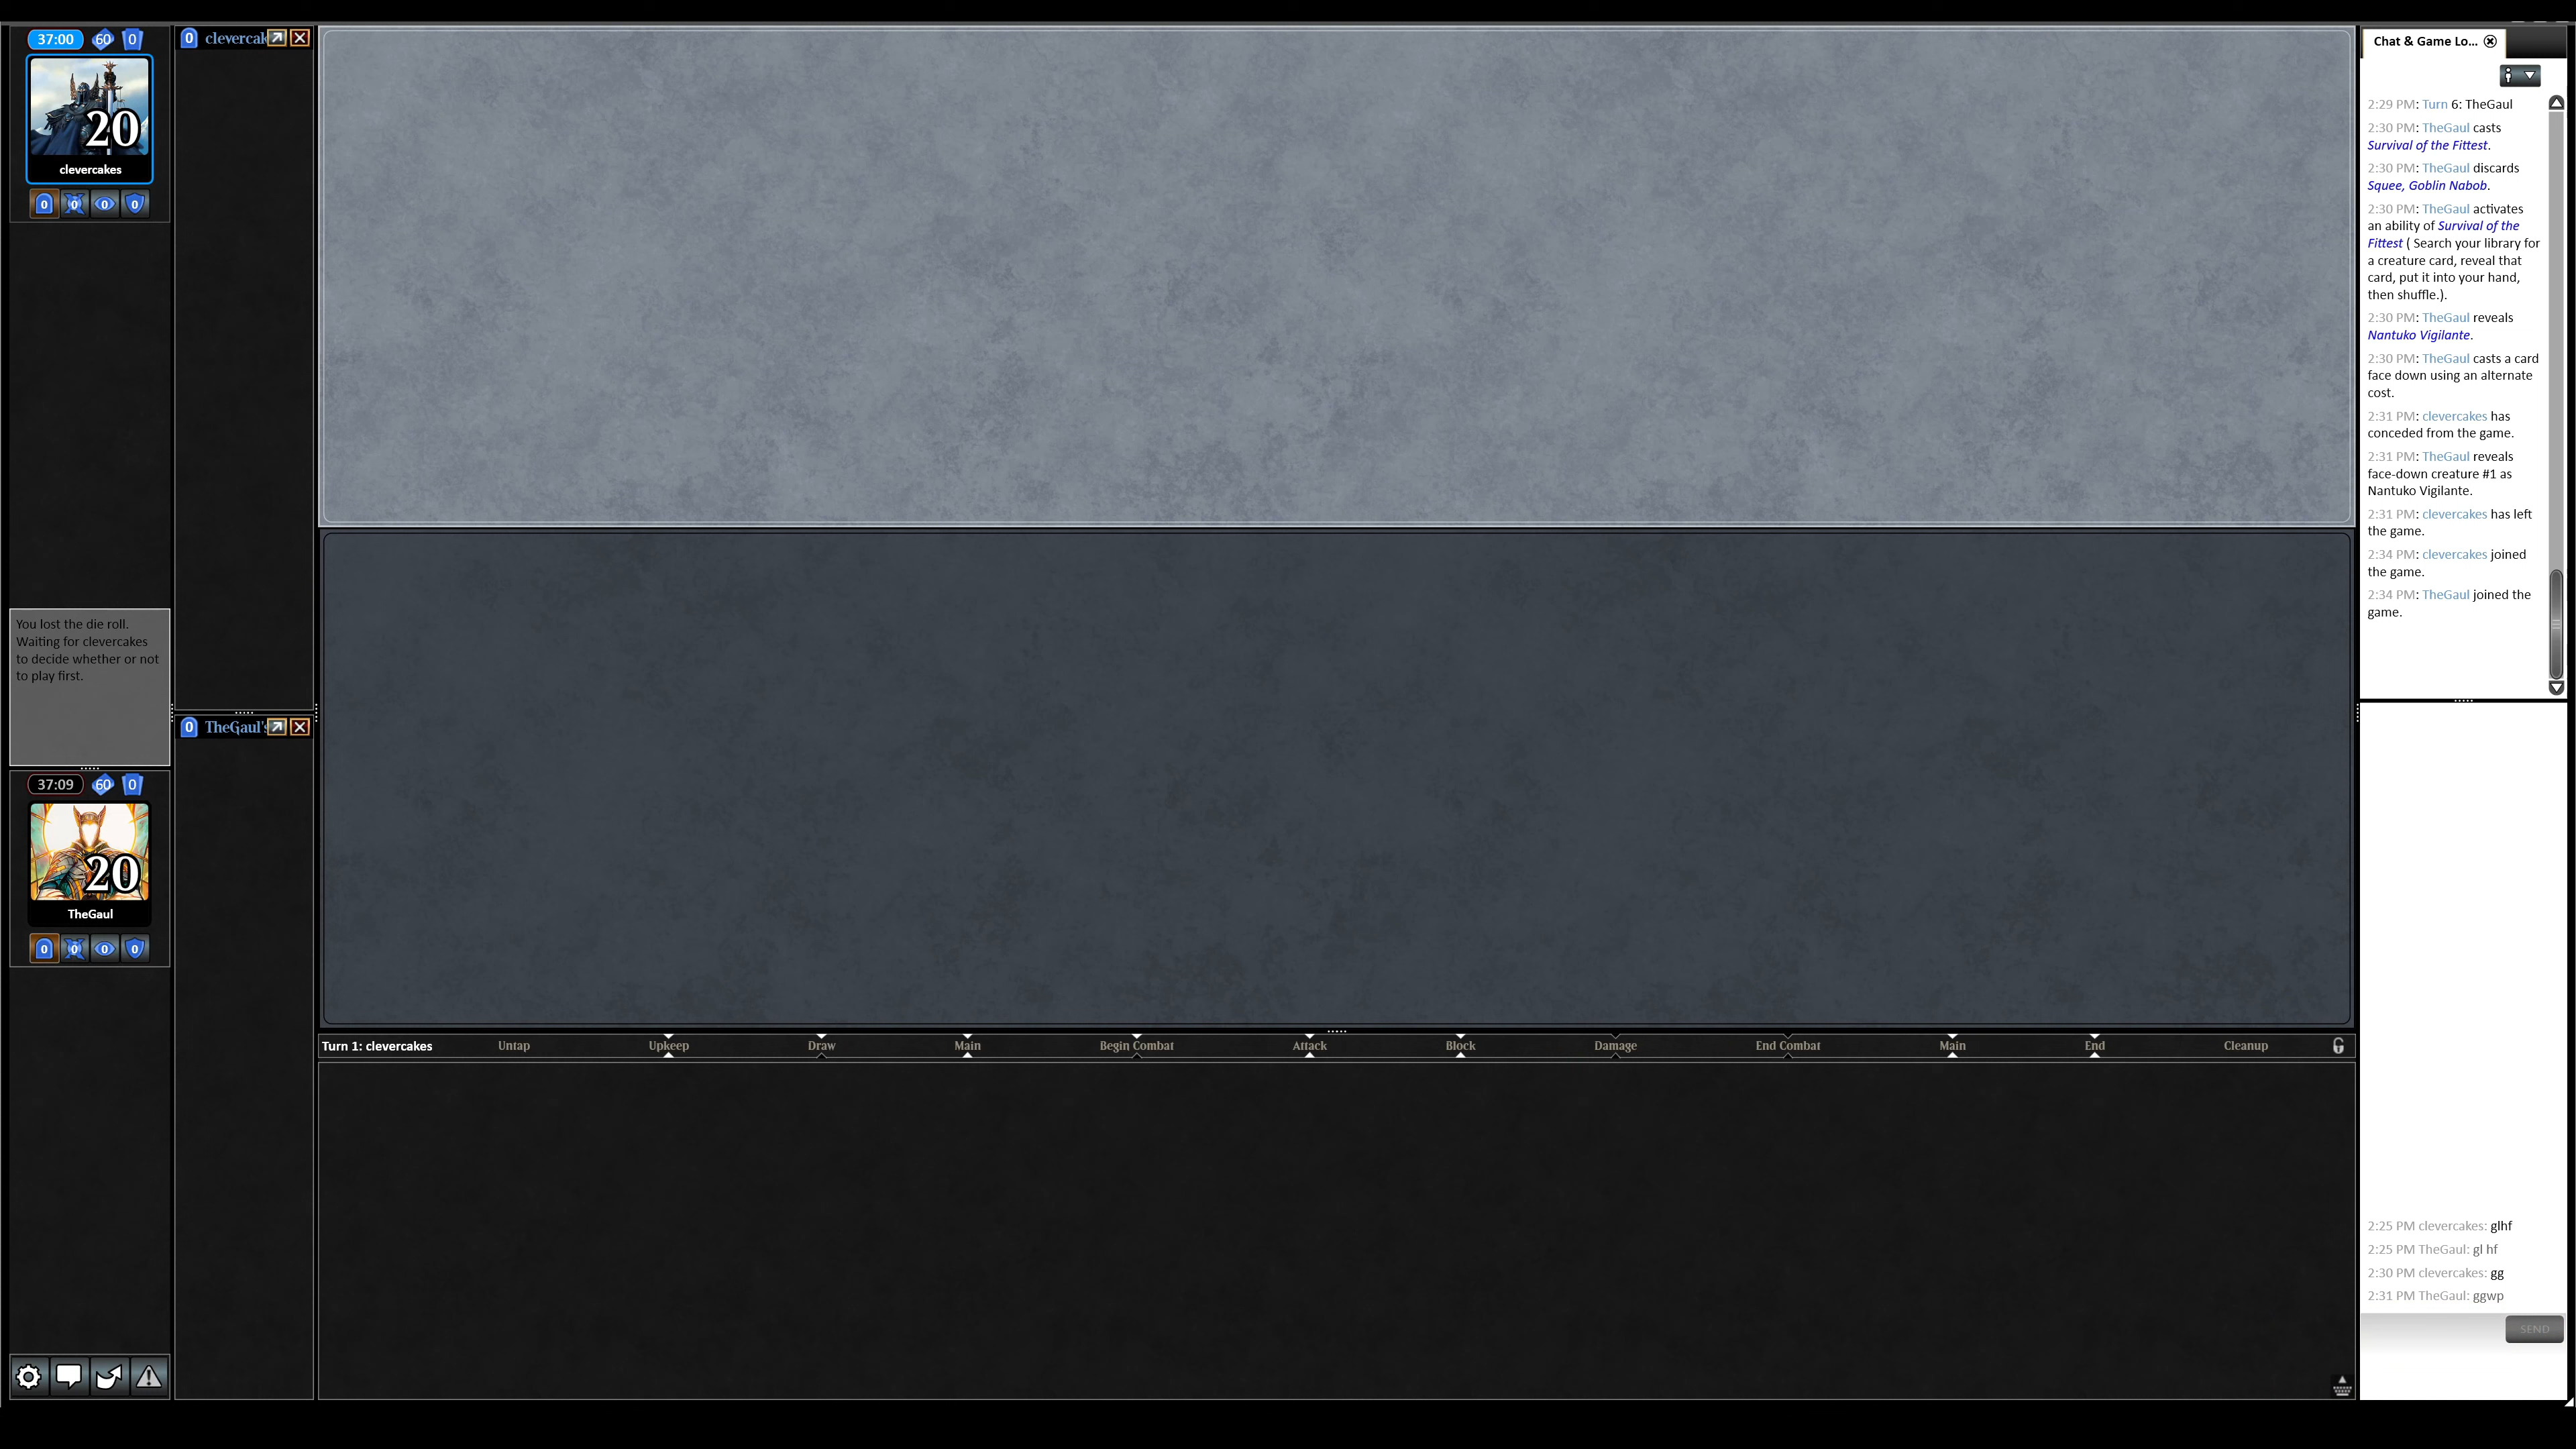 37:00 60 0
20
clevercakes
0 0 0 0
0 clevercak
You lost the die roll.
Waiting for clevercakes
to decide whether or not
to play first.
0 TheGaul's
37:09 60 0
20
TheGaul
0 0 0 0
Turn 1: clevercakes Untap Upkeep Draw Main Begin Combat Attack Block Damage End Combat Main End Cleanup
Chat & Game Lo...
2:29 PM: Turn 6: TheGaul
2:30 PM: TheGaul casts
Survival of the Fittest.
2:30 PM: TheGaul discards
Squee, Goblin Nabob.
2:30 PM: TheGaul activates
an ability of Survival of the
Fittest ( Search your library for
a creature card, reveal that
card, put it into your hand,
then shuffle.).
2:30 PM: TheGaul reveals
Nantuko Vigilante.
2:30 PM: TheGaul casts a card
face down using an alternate
cost.
2:31 PM: clevercakes has
conceded from the game.
2:31 PM: TheGaul reveals
face-down creature #1 as
Nantuko Vigilante.
2:31 PM: clevercakes has left
the game.
2:34 PM: clevercakes joined
the game.
2:34 PM: TheGaul joined the
game.
2:25 PM clevercakes: glhf
2:25 PM TheGaul: gl hf
2:30 PM clevercakes: gg
2:31 PM TheGaul: ggwp
SEND